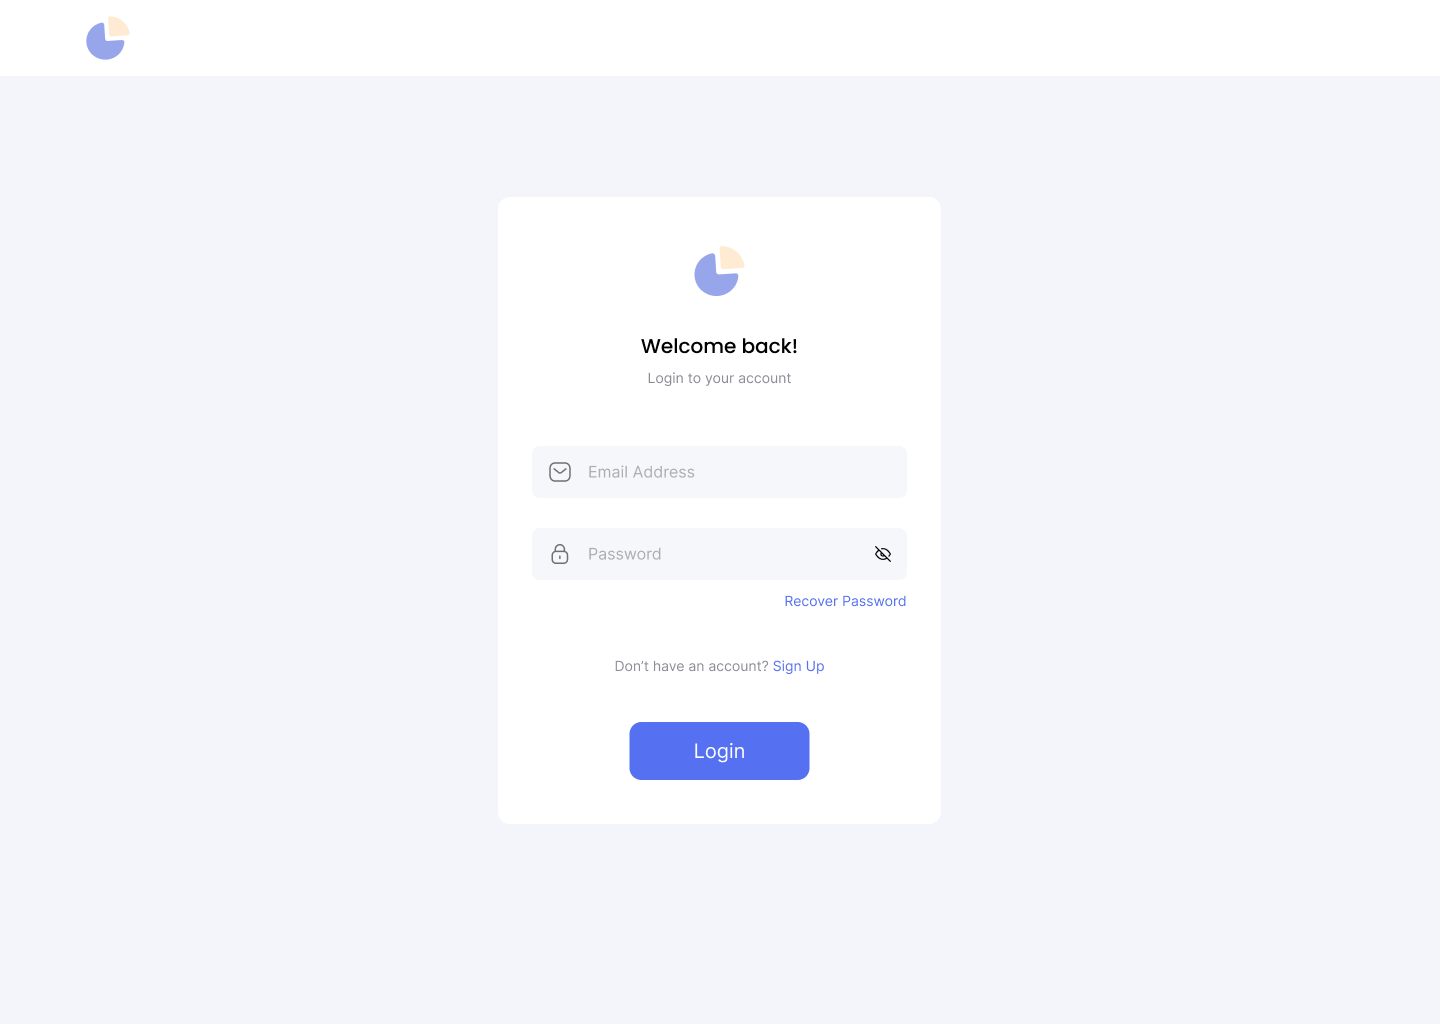 Welcome back!
Login to your account
Email Address
Password
Recover Password
Don’t have an account? Sign Up
Login